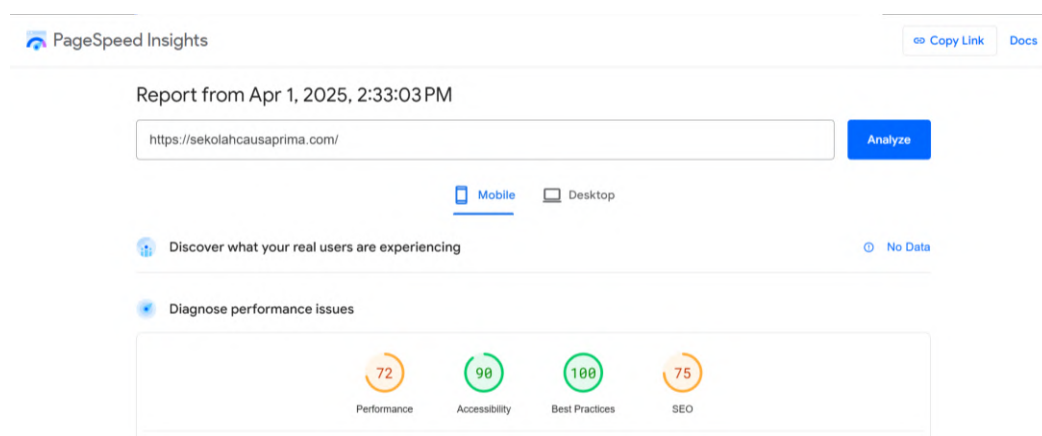 PageSpeed Insights
Copy Link
Docs
Report from Apr 1, 2025, 2:33:03 PM
https://sekolahcausaprima.com/
Analyze
Mobile
Desktop
Discover what your real users are experiencing
No Data
Diagnose performance issues
72
90
100
75
Performance
Accessibility
Best Practices
SEO